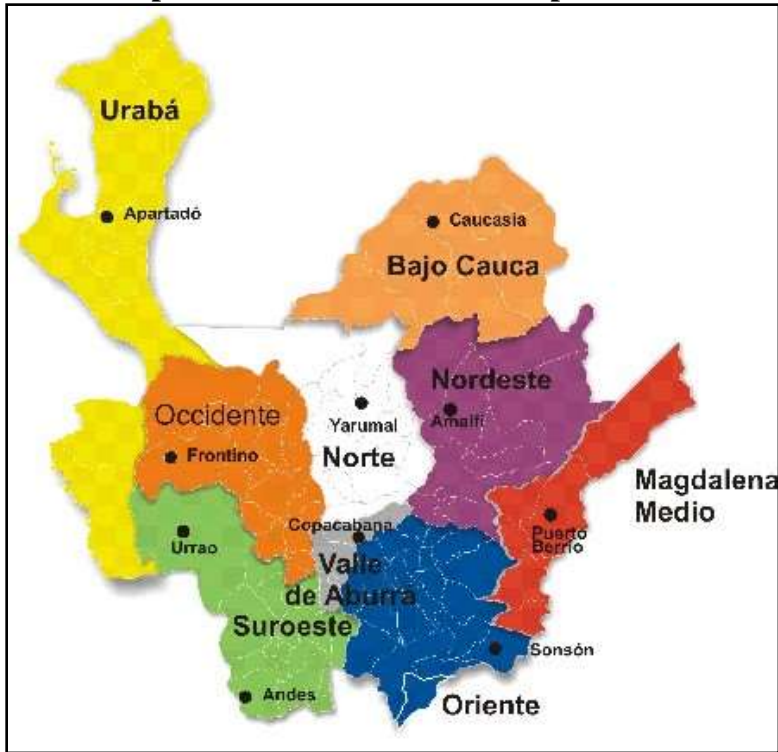 Urabá
Apartadó
Caucasia
Bajo Cauca
Nordeste
Amalfi
Occidente
Yarumal
Frontino
Norte
Magdalena
Medio
Copacabana
Puerto
Berrío
Urrao
Valle
de Aburra
Suroeste
Sonsón
Andes
Oriente